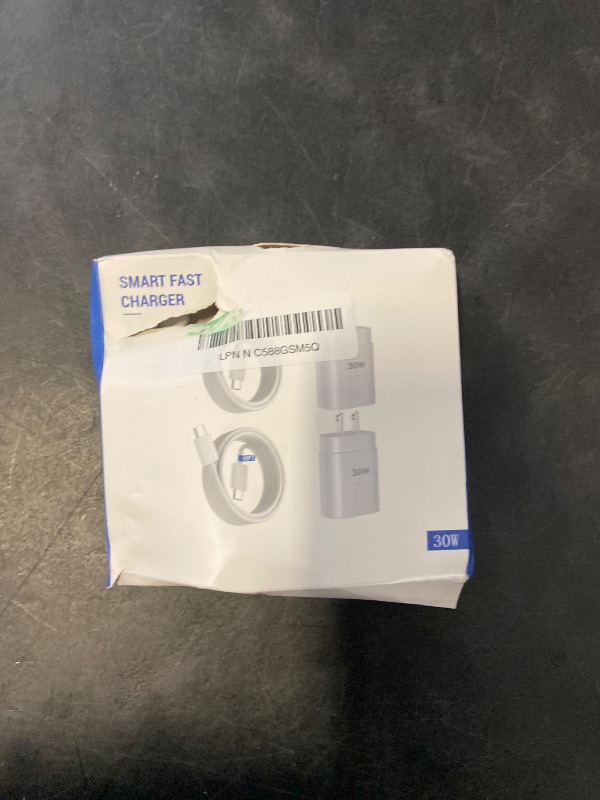 SMART FAST
CHARGER
LPN N C588GSM5Q
30W
30W
30W